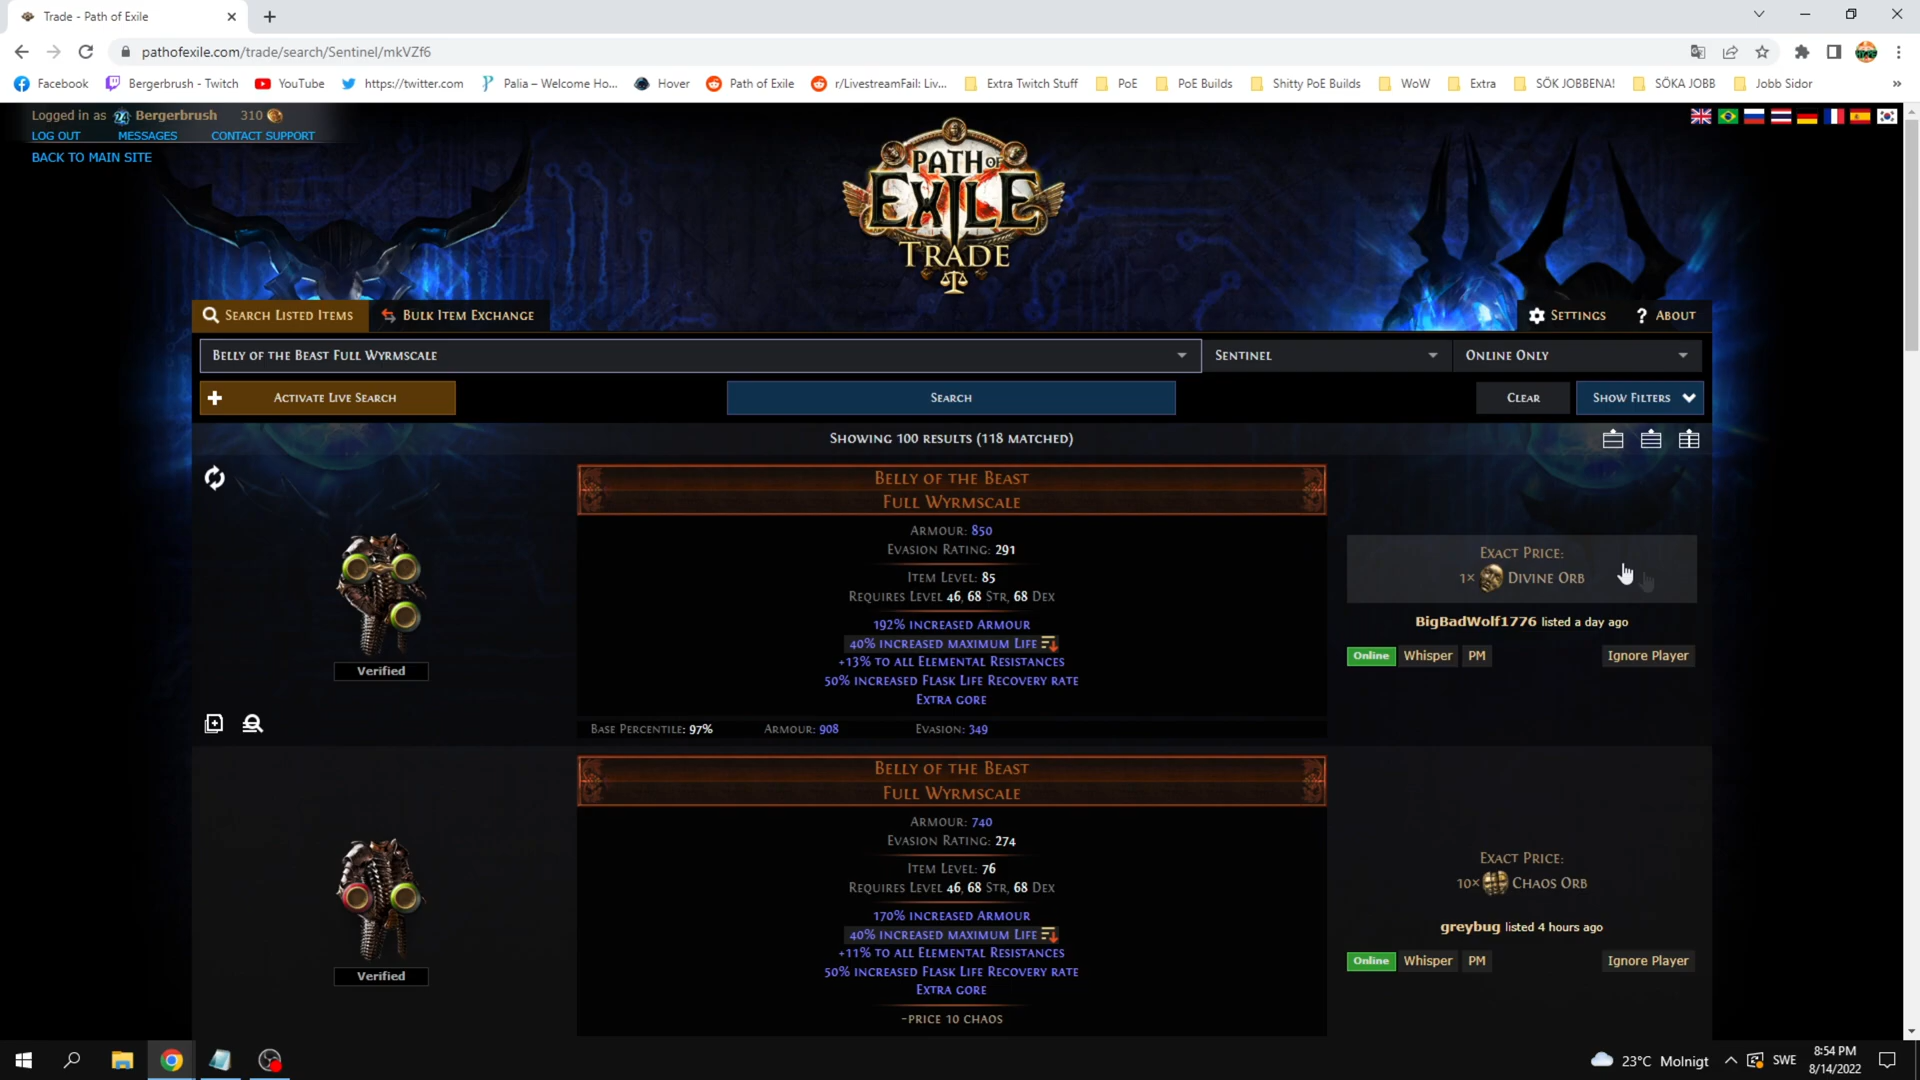 Trade - Path of Exile
pathofexile.com/trade/search/Sentinel/mkVZf6
Facebook
Bergerbrush - Twitch
YouTube
https://twitter.com
Palia – Welcome Ho...
Hover
Path of Exile
r/LivestreamFail: Liv...
Extra Twitch Stuff
PoE
PoE Builds
Shitty PoE Builds
WoW
Extra
SÖK JOBBENA!
SÖKA JOBB
Jobb Sidor
»
Logged in as Bergerbrush 310
LOG OUT MESSAGES CONTACT SUPPORT
BACK TO MAIN SITE
PATH OF
EXILE
TRADE
SEARCH LISTED ITEMS
BULK ITEM EXCHANGE
SETTINGS
? ABOUT
BELLY OF THE BEAST FULL WYRMSCALE
SENTINEL
ONLINE ONLY
ACTIVATE LIVE SEARCH
SEARCH
CLEAR
SHOW FILTERS
SHOWING 100 RESULTS (118 MATCHED)
BELLY OF THE BEAST
FULL WYRMSCALE
ARMOUR: 850
EVASION RATING: 291
ITEM LEVEL: 85
REQUIRES LEVEL 46, 68 STR, 68 DEX
192% INCREASED ARMOUR
40% INCREASED MAXIMUM LIFE
+13% TO ALL ELEMENTAL RESISTANCES
50% INCREASED FLASK LIFE RECOVERY RATE
EXTRA GORE
BASE PERCENTILE: 97% ARMOUR: 908 EVASION: 349
Verified
EXACT PRICE:
1× DIVINE ORB
BigBadWolf1776 listed a day ago
Online Whisper PM Ignore Player
BELLY OF THE BEAST
FULL WYRMSCALE
ARMOUR: 740
EVASION RATING: 274
ITEM LEVEL: 76
REQUIRES LEVEL 46, 68 STR, 68 DEX
170% INCREASED ARMOUR
40% INCREASED MAXIMUM LIFE
+11% TO ALL ELEMENTAL RESISTANCES
50% INCREASED FLASK LIFE RECOVERY RATE
EXTRA GORE
~PRICE 10 CHAOS
Verified
EXACT PRICE:
10× CHAOS ORB
greybug listed 4 hours ago
Online Whisper PM Ignore Player
23°C Molnigt
SWE
8:54 PM
8/14/2022